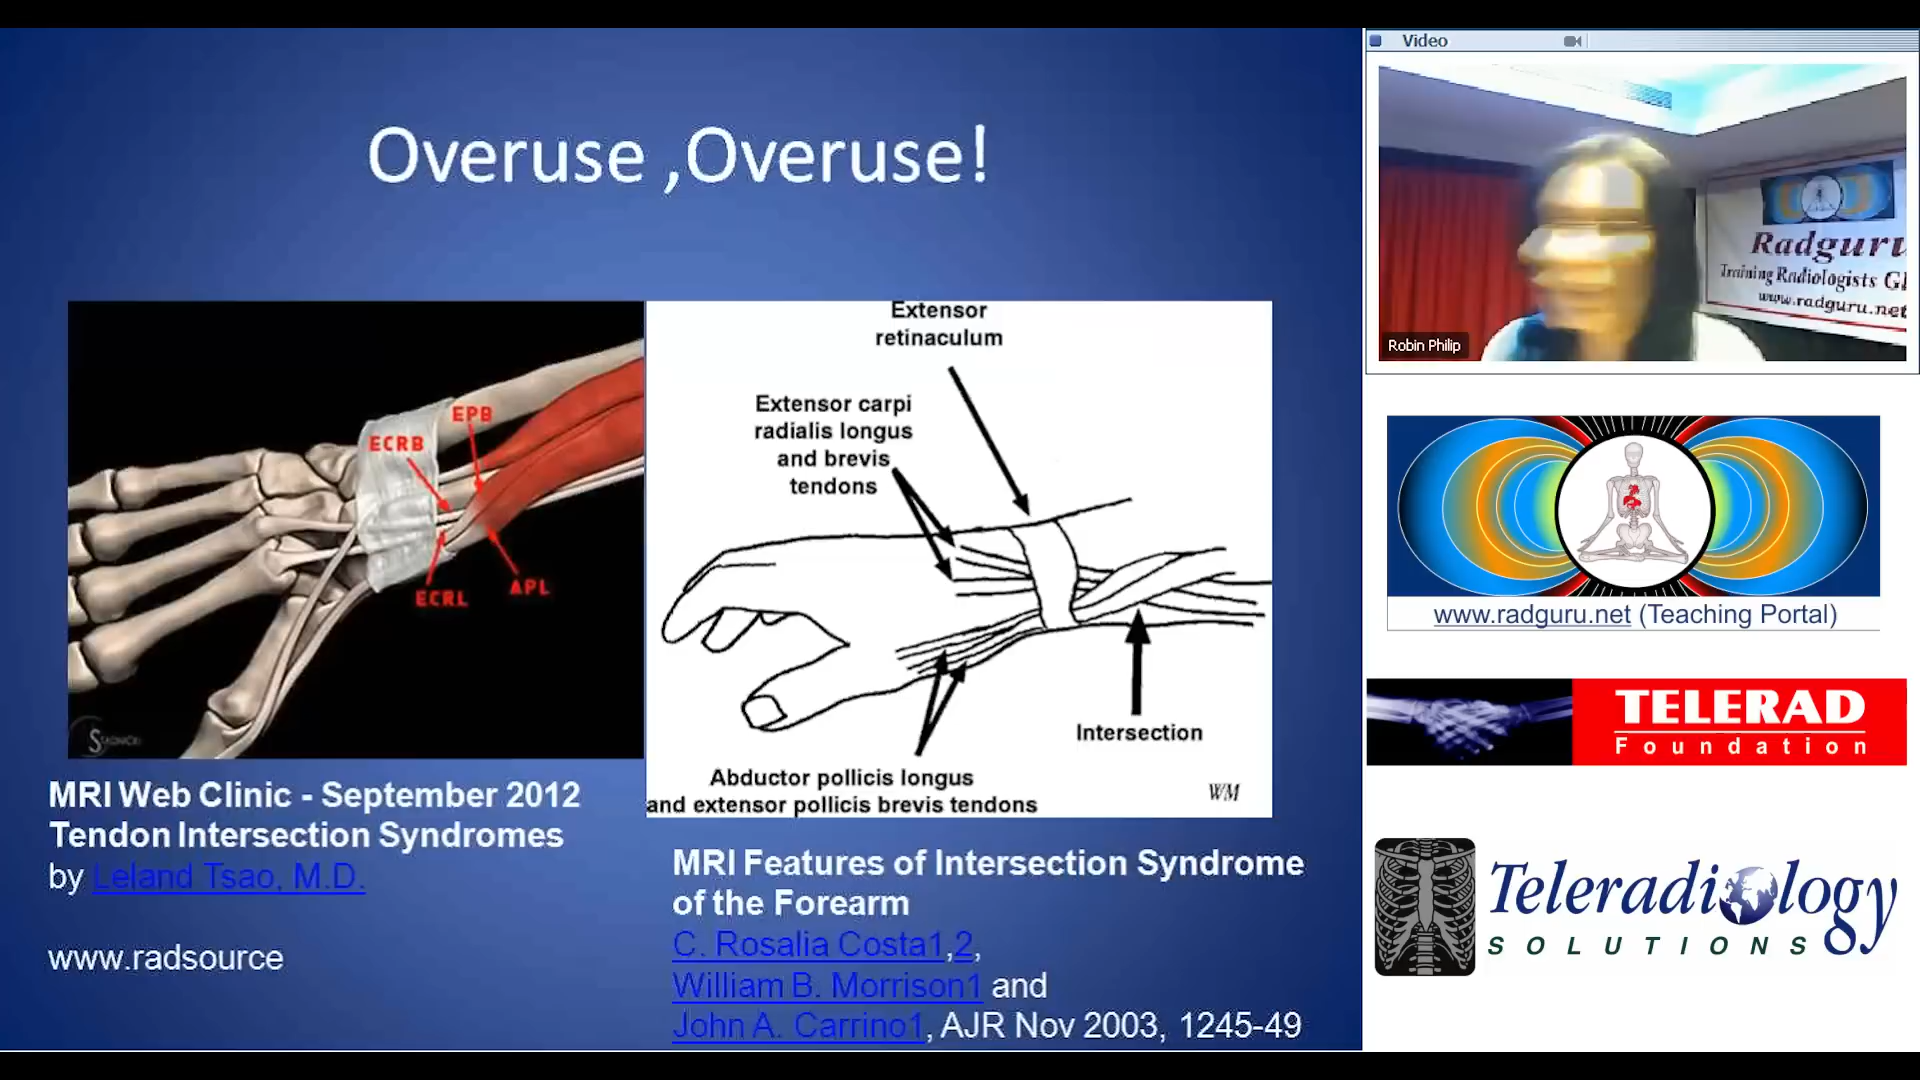 Overuse ,Overuse!
EPB
ECRB
ECRL
APL
Extensor
retinaculum
Extensor carpi
radialis longus
and brevis
tendons
Intersection
Abductor pollicis longus
and extensor pollicis brevis tendons
WM
MRI Web Clinic - September 2012
Tendon Intersection Syndromes
by Leland Tsao, M.D.
www.radsource
MRI Features of Intersection Syndrome
of the Forearm
C. Rosalia Costa1,2,
William B. Morrison1 and
John A. Carrino1, AJR Nov 2003, 1245-49
Video
Radguru
Training Radiologists Gl
www.radguru.net
Robin Philip
www.radguru.net (Teaching Portal)
TELERAD
Foundation
Teleradiology
SOLUTIONS